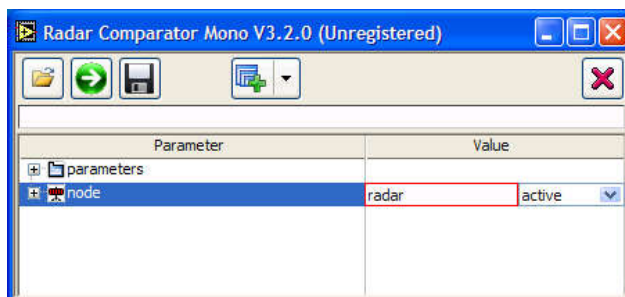 Radar Comparator Mono V3.2.0 (Unregistered)
Parameter Value
parameters
node radar active